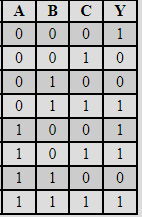 A B C Y
0 0 0 1
0 0 1 0
0 1 0 0
0 1 1 1
1 0 0 1
1 0 1 1
1 1 0 0
1 1 1 1